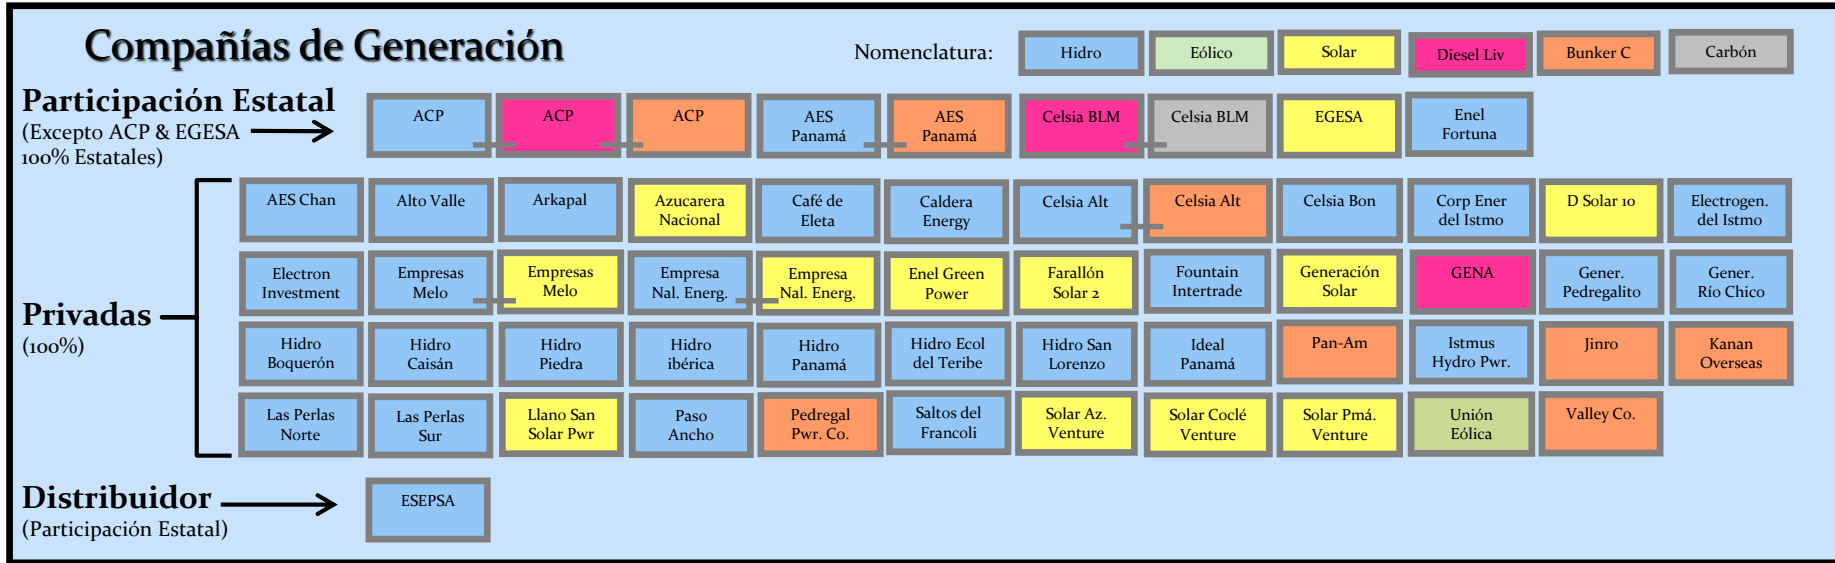 Compañías de Generación
Nomenclatura:
Hidro
Eólico
Solar
Diesel Liv
Bunker C
Carbón
Participación Estatal
(Excepto ACP & EGESA
100% Estatales)
ACP
ACP
ACP
AES
Panamá
AES
Panamá
Celsia BLM
Celsia BLM
EGESA
Enel
Fortuna
Privadas
(100%)
AES Chan
Alto Valle
Arkapal
Azucarera
Nacional
Café de
Eleta
Caldera
Energy
Celsia Alt
Celsia Alt
Celsia Bon
Corp Ener
del Istmo
D Solar 10
Electrogen.
del Istmo
Electron
Investment
Empresas
Melo
Empresas
Melo
Empresa
Nal. Energ.
Empresa
Nal. Energ.
Enel Green
Power
Farallón
Solar 2
Fountain
Intertrade
Generación
Solar
GENA
Gener.
Pedregalito
Gener.
Río Chico
Hidro
Boquerón
Hidro
Caisán
Hidro
Piedra
Hidro
ibérica
Hidro
Panamá
Hidro Ecol
del Teribe
Hidro San
Lorenzo
Ideal
Panamá
Pan-Am
Istmus
Hydro Pwr.
Jinro
Kanan
Overseas
Las Perlas
Norte
Las Perlas
Sur
Llano San
Solar Pwr
Paso
Ancho
Pedregal
Pwr. Co.
Saltos del
Francoli
Solar Az.
Venture
Solar Coclé
Venture
Solar Pmá.
Venture
Unión
Eólica
Valley Co.
Distribuidor
(Participación Estatal)
ESEPSA